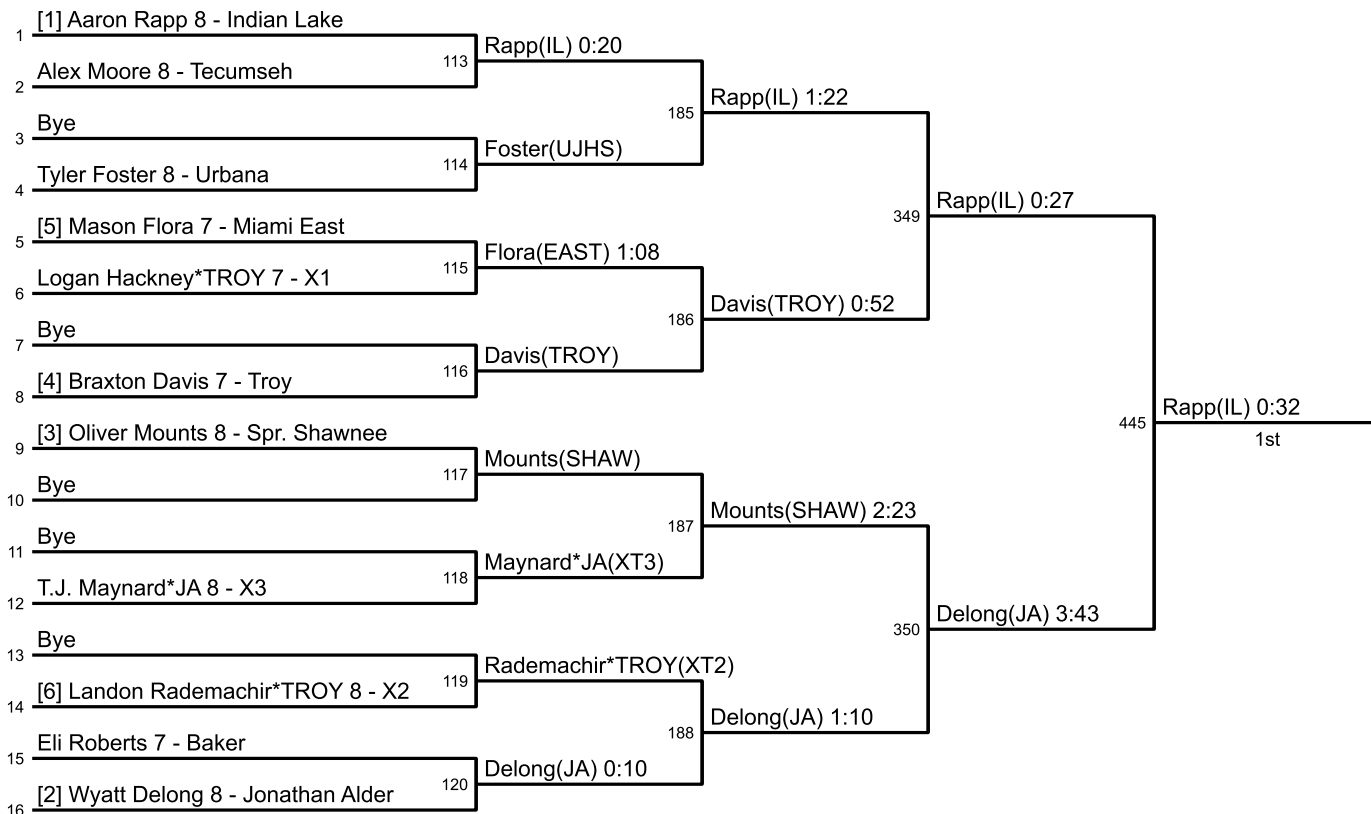 [1] Aaron Rapp 8 - Indian Lake
1
Alex Moore 8 - Tecumseh
2
Bye
3
Tyler Foster 8 - Urbana
4
[5] Mason Flora 7 - Miami East
5
Logan Hackney*TROY 7 - X1
6
Bye
7
[4] Braxton Davis 7 - Troy
8
[3] Oliver Mounts 8 - Spr. Shawnee
9
Bye
10
Bye
11
T.J. Maynard*JA 8 - X3
12
Bye
13
[6] Landon Rademachir*TROY 8 - X2
14
Eli Roberts 7 - Baker
15
[2] Wyatt Delong 8 - Jonathan Alder
16
113
Rapp(IL) 0:20
114
Foster(UJHS)
115
Flora(EAST) 1:08
116
Davis(TROY)
117
Mounts(SHAW)
118
Maynard*JA(XT3)
119
Rademachir*TROY(XT2)
120
Delong(JA) 0:10
185
Rapp(IL) 1:22
186
Davis(TROY) 0:52
187
Mounts(SHAW) 2:23
188
Delong(JA) 1:10
349
Rapp(IL) 0:27
350
Delong(JA) 3:43
445
Rapp(IL) 0:32
1st